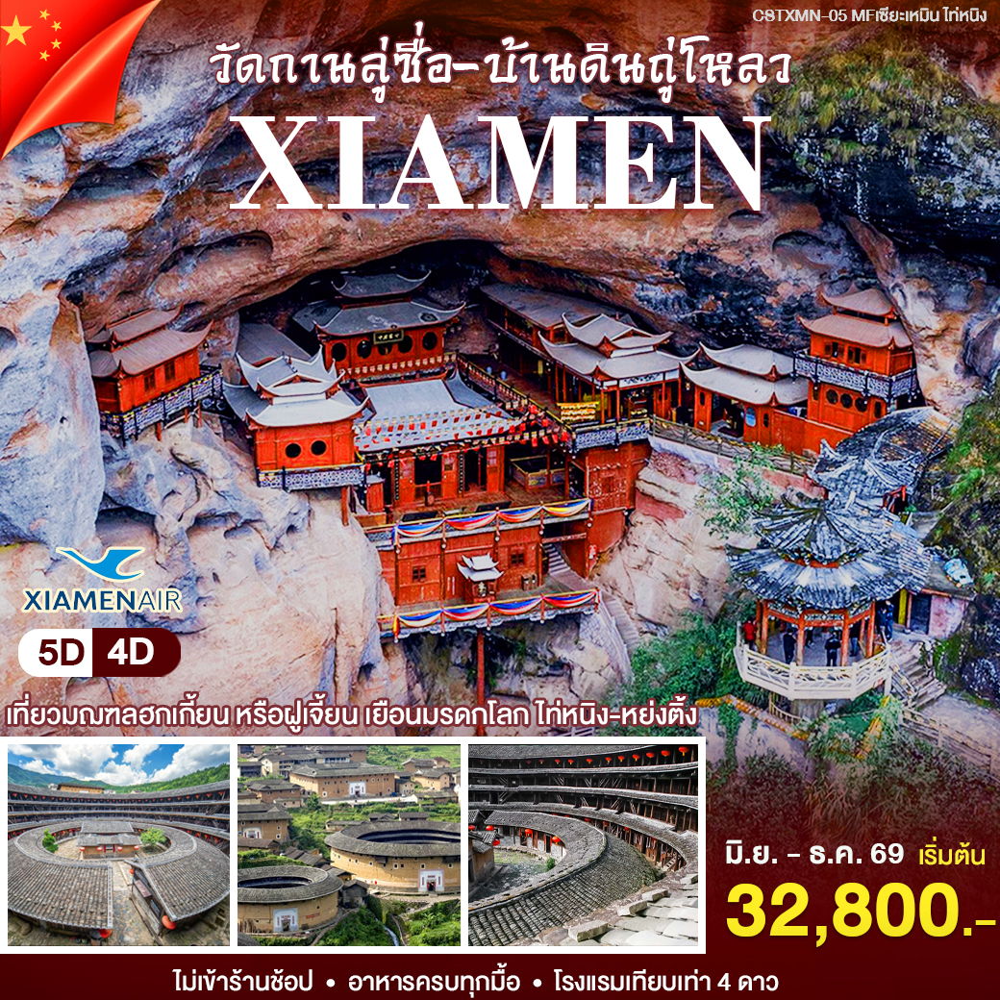 CSTXMN-05 MFเซียะเหมิน ไท่หนิง
วัดกานลู่ซื่อ-บ้านดินถู่โหลว
XIAMEN
XIAMENAIR
5D 4D
เที่ยวมณฑลฮกเกี้ยน หรือฝูเจี้ยน เยือนมรดกโลก ไท่หนิง-หย่งติ้ง
มิ.ย. - ธ.ค. 69 เริ่มต้น
32,800.-
ไม่เข้าร้านช้อป • อาหารครบทุกมื้อ • โรงแรมเทียบเท่า 4 ดาว